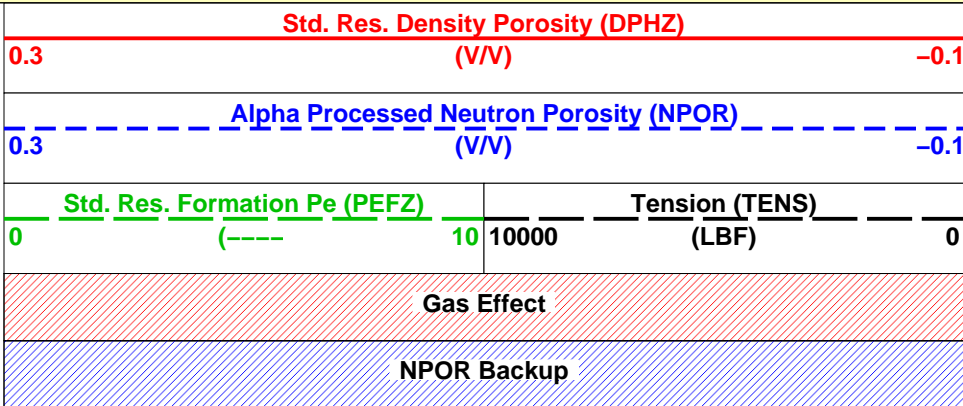 Std. Res. Density Porosity (DPHZ)
0.3 (V/V) −0.1
Alpha Processed Neutron Porosity (NPOR)
0.3 (V/V) −0.1
Std. Res. Formation Pe (PEFZ) Tension (TENS)
0 (−−−− 10 10000 (LBF) 0
Gas Effect
NPOR Backup